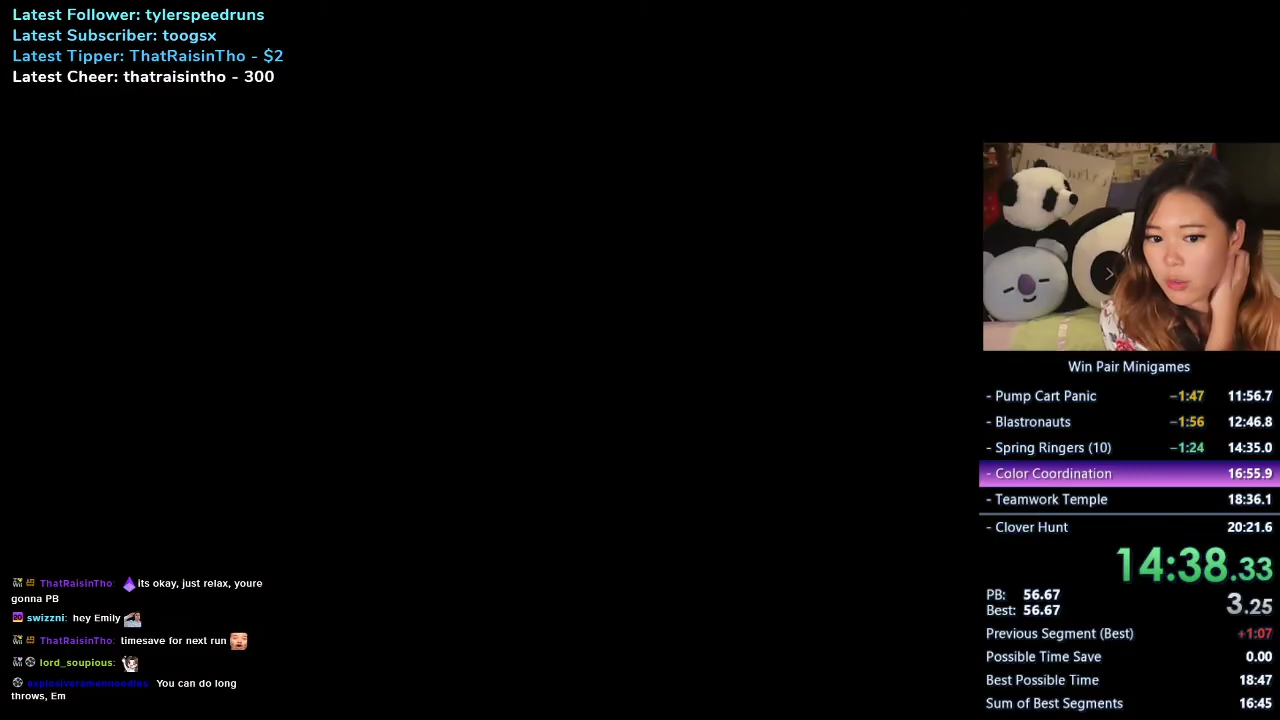 Latest Follower: tylerspeedruns
Latest Subscriber: toogsx
Latest Tipper: ThatRaisinTho - $2
Latest Cheer: thatraisintho - 300
Win Pair Minigames
- Pump Cart Panic −1:47 11:56.7
- Blastronauts −1:56 12:46.8
- Spring Ringers (10) −1:24 14:35.0
- Color Coordination 16:55.9
- Teamwork Temple 18:36.1
- Clover Hunt 20:21.6
14:38.33
PB: 56.67
Best: 56.67
3.25
Previous Segment (Best) +1:07
Possible Time Save 0.00
Best Possible Time 18:47
Sum of Best Segments 16:45
ThatRaisinTho: its okay, just relax, youre
gonna PB
swizzni: hey Emily
ThatRaisinTho: timesave for next run
lord_soupious:
explosiveramennoodles: You can do long
throws, Em